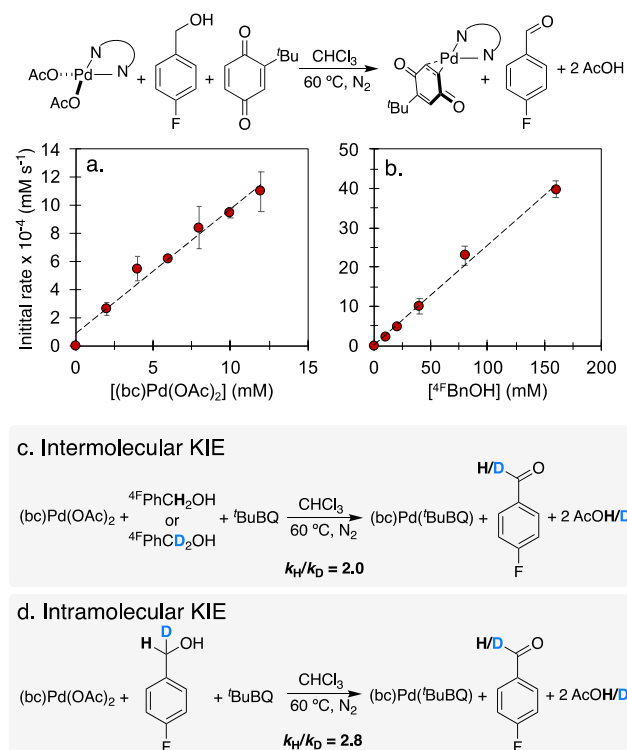 AcO
AcO
Pd
N
N
+
OH
F
+
O
O
tBu
CHCl3
60 ºC, N2
O
tBu
O
Pd
N
N
+
O
F
+ 2 AcOH
a.
Initital rate x 10-4 (mM s-1)
14
12
10
8
6
4
2
0
0 5 10 15
[(bc)Pd(OAc)2] (mM)
b.
50
40
30
20
10
0
0 50 100 150 200
[4FBnOH] (mM)
c. Intermolecular KIE
(bc)Pd(OAc)2 +
4FPhCH2OH
or
4FPhCD2OH
+ tBuBQ
CHCl3
60 ºC, N2
(bc)Pd(tBuBQ) +
H/D O
F
+ 2 AcOH/D
kH/kD = 2.0
d. Intramolecular KIE
(bc)Pd(OAc)2 +
H D OH
F
+ tBuBQ
CHCl3
60 ºC, N2
(bc)Pd(tBuBQ) +
H/D O
F
+ 2 AcOH/D
kH/kD = 2.8